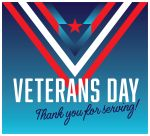 VETERANS DAY
Thank you for serving!